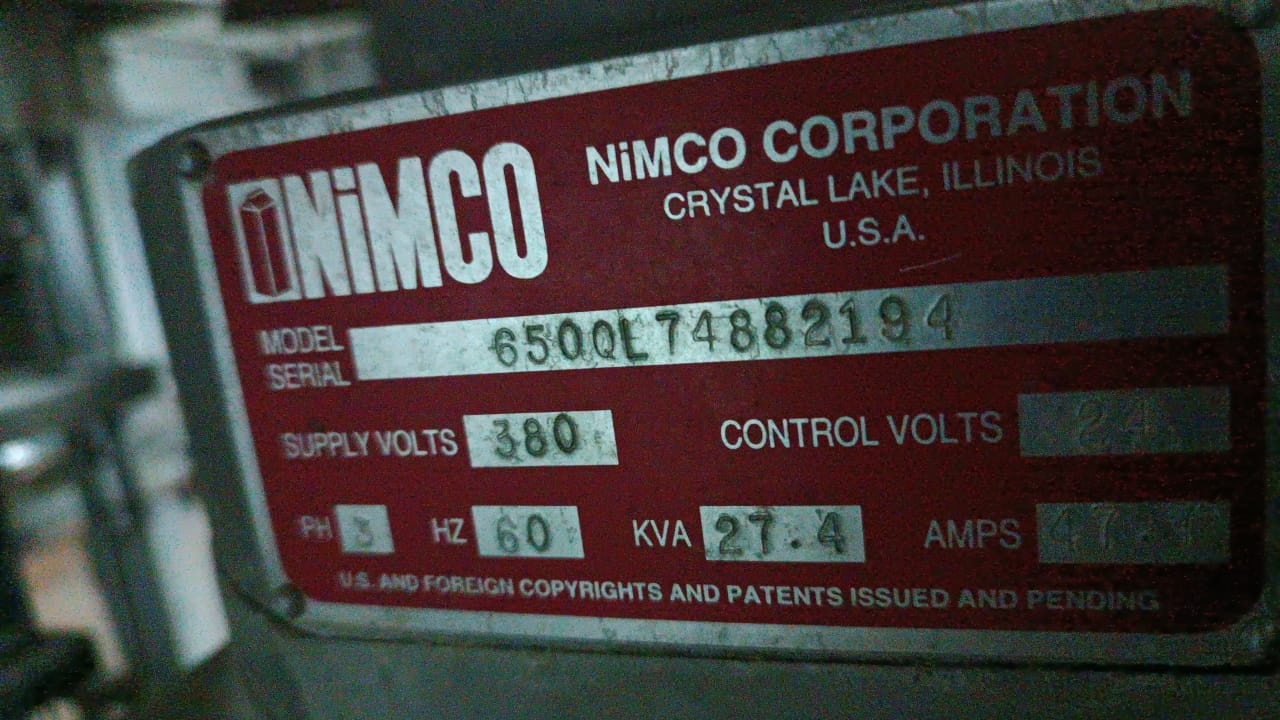 NiMCO
NiMCO CORPORATION
CRYSTAL LAKE, ILLINOIS
U.S.A.
MODEL
SERIAL
650QL74882194
SUPPLY VOLTS 380 CONTROL VOLTS 24
PH 3 HZ 60 KVA 27.4 AMPS
U.S. AND FOREIGN COPYRIGHTS AND PATENTS ISSUED AND PENDING